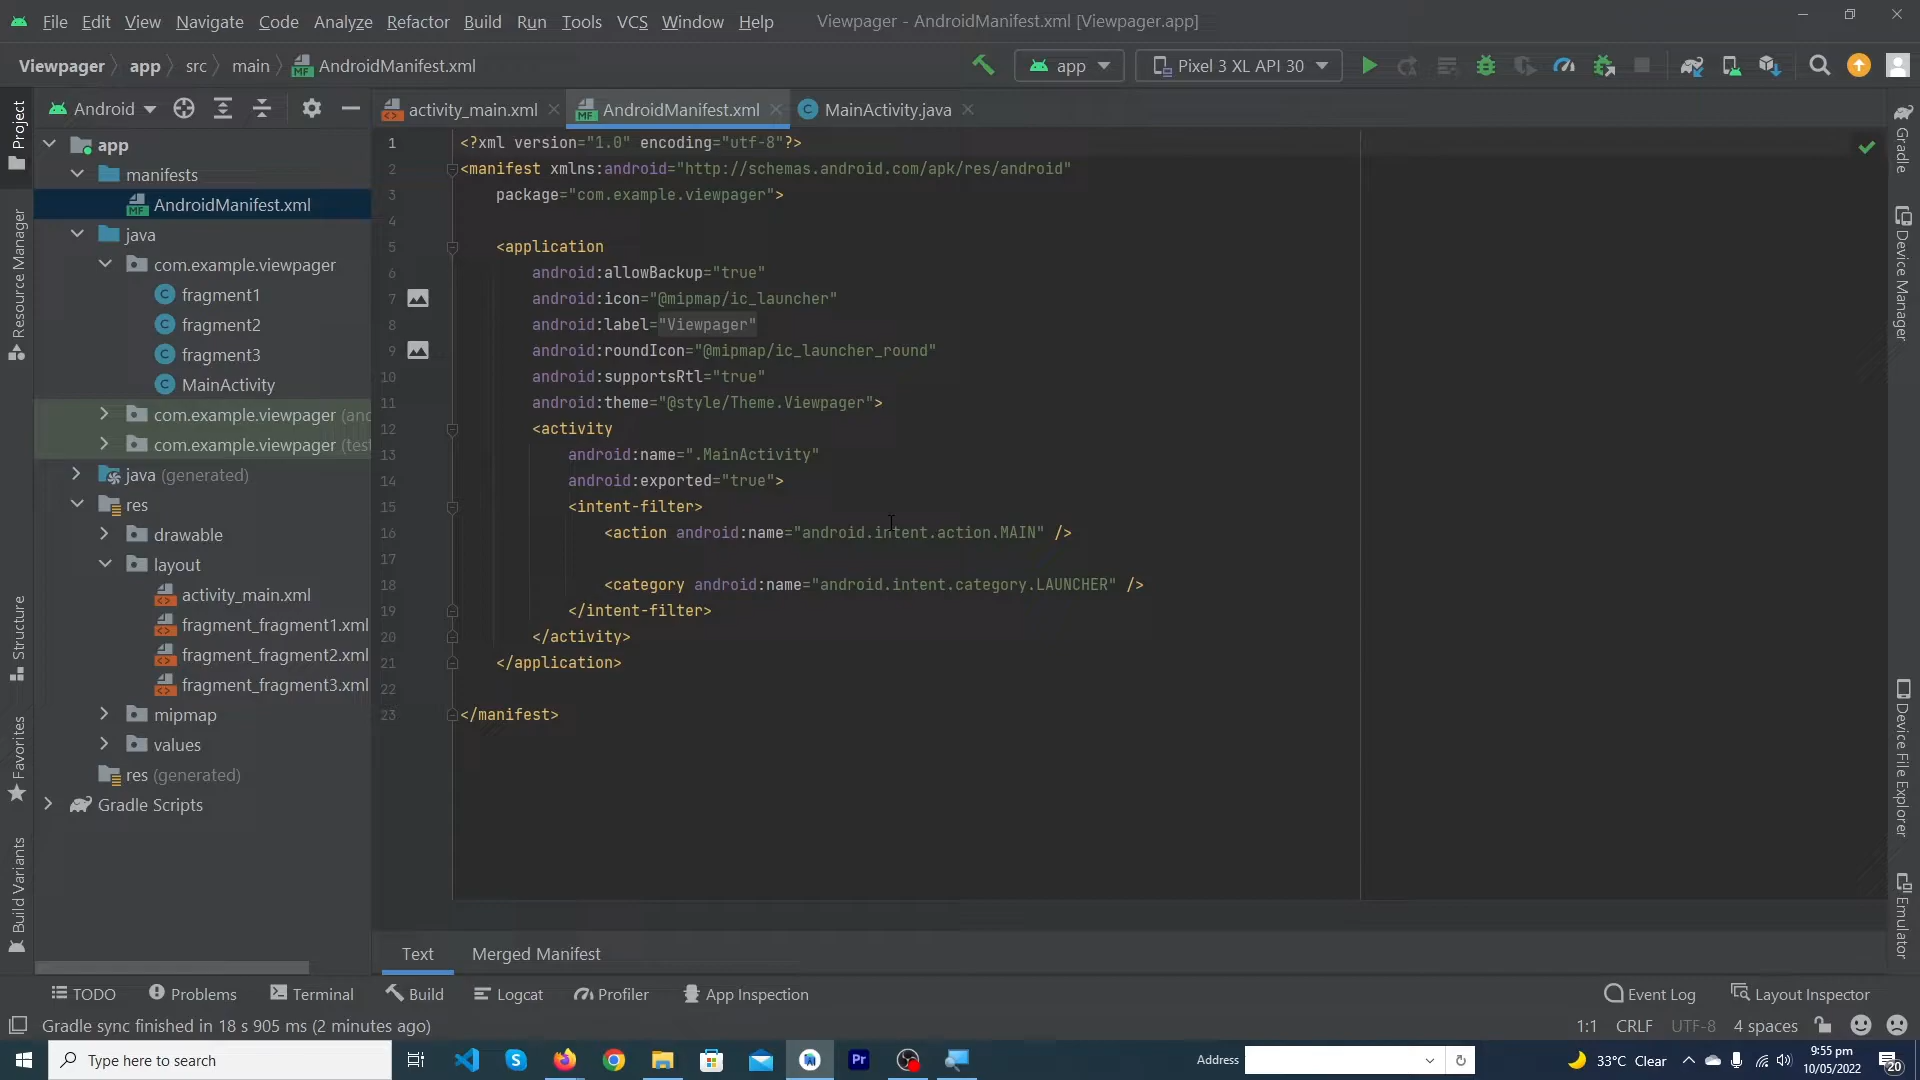 File Edit View Navigate Code Analyze Refactor Build Run Tools VCS Window Help Viewpager - AndroidManifest.xml [Viewpager.app]
Viewpager app src main AndroidManifest.xml app Pixel 3 XL API 30
Android activity_main.xml AndroidManifest.xml MainActivity.java
Project
Resource Manager
Structure
Favorites
Build Variants
app
manifests
AndroidManifest.xml
java
com.example.viewpager
fragment1
fragment2
fragment3
MainActivity
com.example.viewpager (and
com.example.viewpager (test
java (generated)
res
drawable
layout
activity_main.xml
fragment_fragment1.xml
fragment_fragment2.xml
fragment_fragment3.xml
mipmap
values
res (generated)
Gradle Scripts
1 <?xml version="1.0" encoding="utf-8"?>
2 <manifest xmlns:android="http://schemas.android.com/apk/res/android"
3 package="com.example.viewpager">
4
5 <application
6 android:allowBackup="true"
7 android:icon="@mipmap/ic_launcher"
8 android:label="Viewpager"
9 android:roundIcon="@mipmap/ic_launcher_round"
10 android:supportsRtl="true"
11 android:theme="@style/Theme.Viewpager">
12 <activity
13 android:name=".MainActivity"
14 android:exported="true">
15 <intent-filter>
16 <action android:name="android.intent.action.MAIN" />
17
18 <category android:name="android.intent.category.LAUNCHER" />
19 </intent-filter>
20 </activity>
21 </application>
22
23 </manifest>
Gradle
Device Manager
Device File Explorer
Emulator
Text Merged Manifest
TODO Problems Terminal Build Logcat Profiler App Inspection Event Log Layout Inspector
Gradle sync finished in 18 s 905 ms (2 minutes ago) 1:1 CRLF UTF-8 4 spaces
Type here to search Pr Address 33°C Clear 9:55 pm
10/05/2022 20